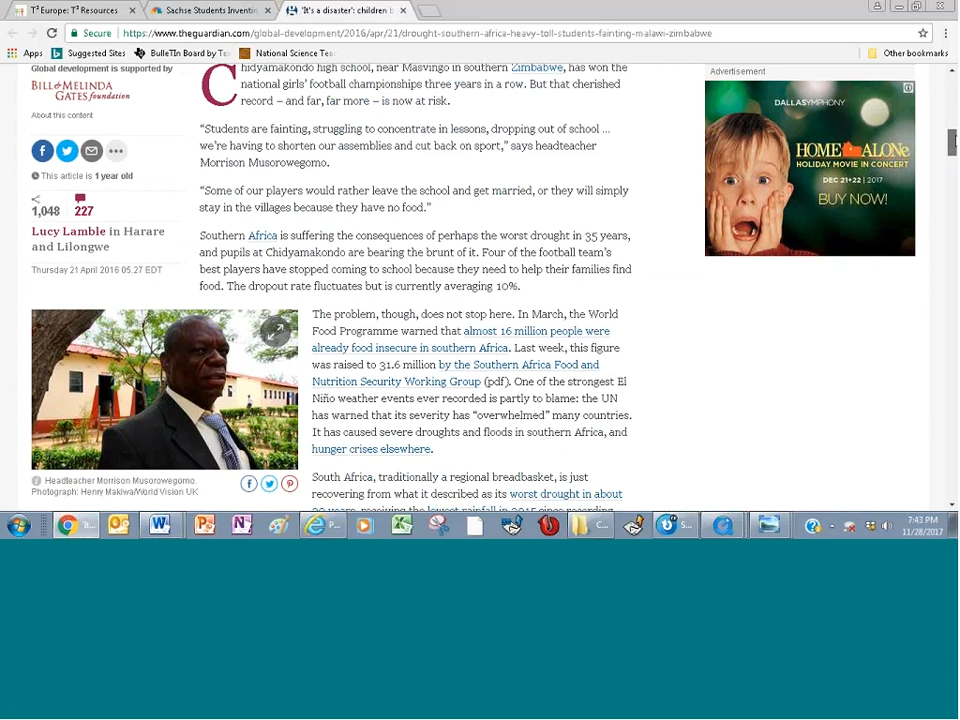 T³ Europe: T³ Resources
Sachse Students Inventin
'It's a disaster': children b
Secure
https://www.theguardian.com/global-development/2016/apr/21/drought-southern-africa-heavy-toll-students-fainting-malawi-zimbabwe
Apps
Suggested Sites
BulleTIn Board by Tex
National Science Tea
Other bookmarks
Global development is supported by
BILL & MELINDA
GATES foundation
About this content
This article is 1 year old
1,048
227
Lucy Lamble in Harare
and Lilongwe
Thursday 21 April 2016 05.27 EDT
Chidyamakondo high school, near Masvingo in southern Zimbabwe, has won the
national girls' football championships three years in a row. But that cherished
record – and far, far more – is now at risk.
“Students are fainting, struggling to concentrate in lessons, dropping out of school ...
we're having to shorten our assemblies and cut back on sport,” says headteacher
Morrison Musorowegomo.
“Some of our players would rather leave the school and get married, or they will simply
stay in the villages because they have no food.”
Southern Africa is suffering the consequences of perhaps the worst drought in 35 years,
and pupils at Chidyamakondo are bearing the brunt of it. Four of the football team's
best players have stopped coming to school because they need to help their families find
food. The dropout rate fluctuates but is currently averaging 10%.
The problem, though, does not stop here. In March, the World
Food Programme warned that almost 16 million people were
already food insecure in southern Africa. Last week, this figure
was raised to 31.6 million by the Southern Africa Food and
Nutrition Security Working Group (pdf). One of the strongest El
Niño weather events ever recorded is partly to blame: the UN
has warned that its severity has “overwhelmed” many countries.
It has caused severe droughts and floods in southern Africa, and
hunger crises elsewhere.
South Africa, traditionally a regional breadbasket, is just
recovering from what it described as its worst drought in about
30 years, receiving the lowest rainfall in 2015 since recording
Headteacher Morrison Musorowegomo.
Photograph: Henry Makiwa/World Vision UK
Advertisement
DALLASYMPHONY
HOME ALONE
HOLIDAY MOVIE IN CONCERT
DEC 21+22 | 2017
BUY NOW!
'It...
P...
C...
S...
7:43 PM
11/28/2017